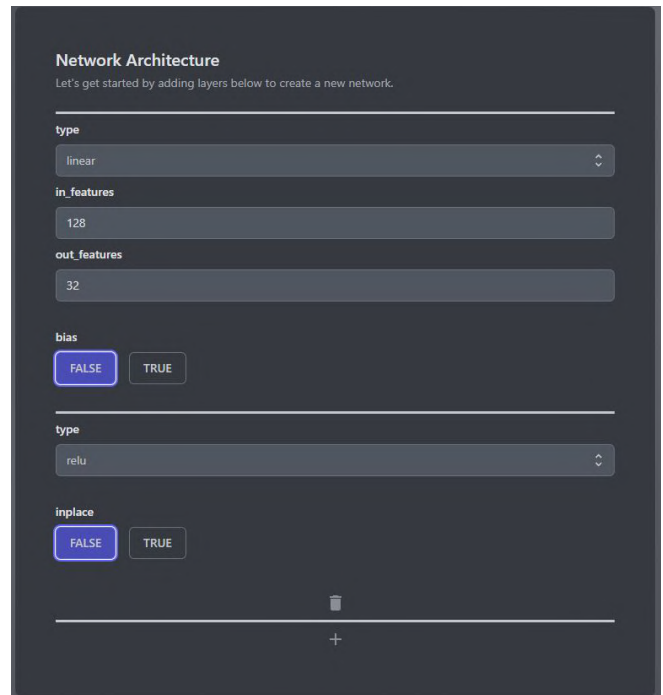 Network Architecture
Let's get started by adding layers below to create a new network.
type
linear
in_features
128
out_features
32
bias
FALSE TRUE
type
relu
inplace
FALSE TRUE